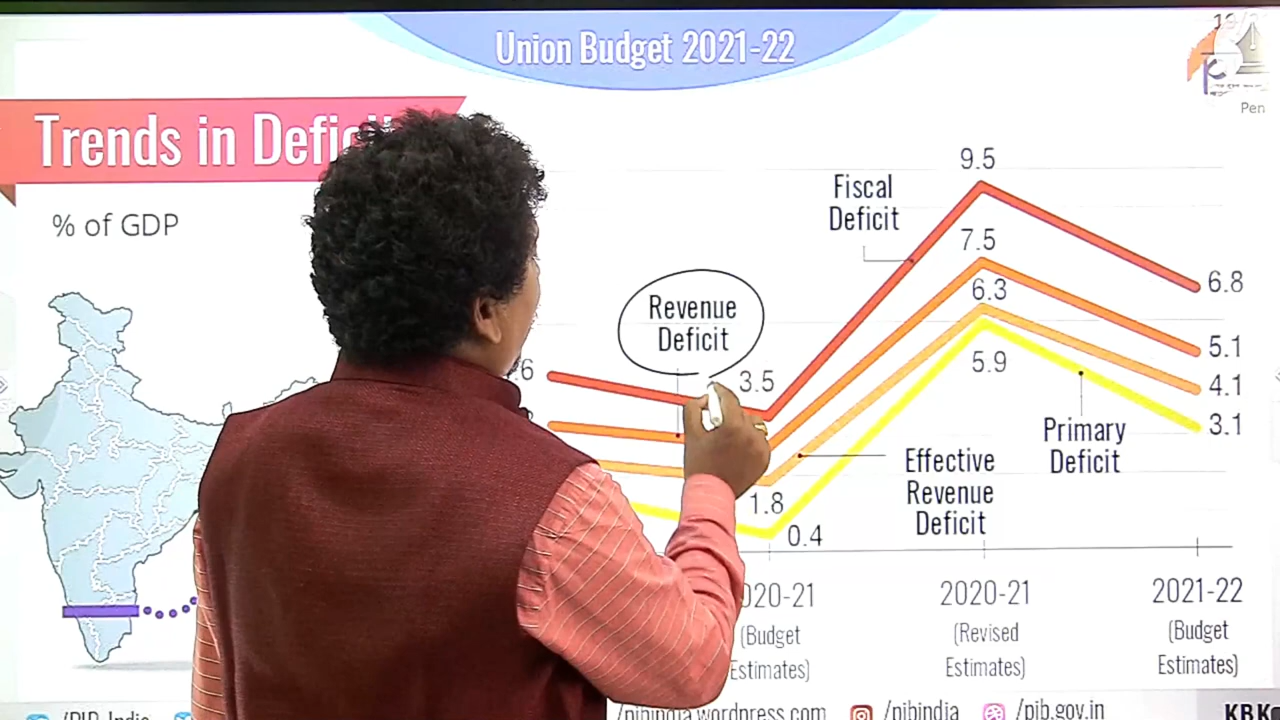 Union Budget 2021-22
Pen
Trends in Defi
% of GDP
9.5
Fiscal
Deficit
7.5
6.8
6.3
Revenue
Deficit
5.1
.6
3.5
5.9
4.1
3.1
Primary
Deficit
Effective
Revenue
Deficit
1.8
0.4
020-21
(Budget
Estimates)
2020-21
(Revised
Estimates)
2021-22
(Budget
Estimates)
/pibindia.wordpress.com
/pibindia
/pib.gov.in
KBK